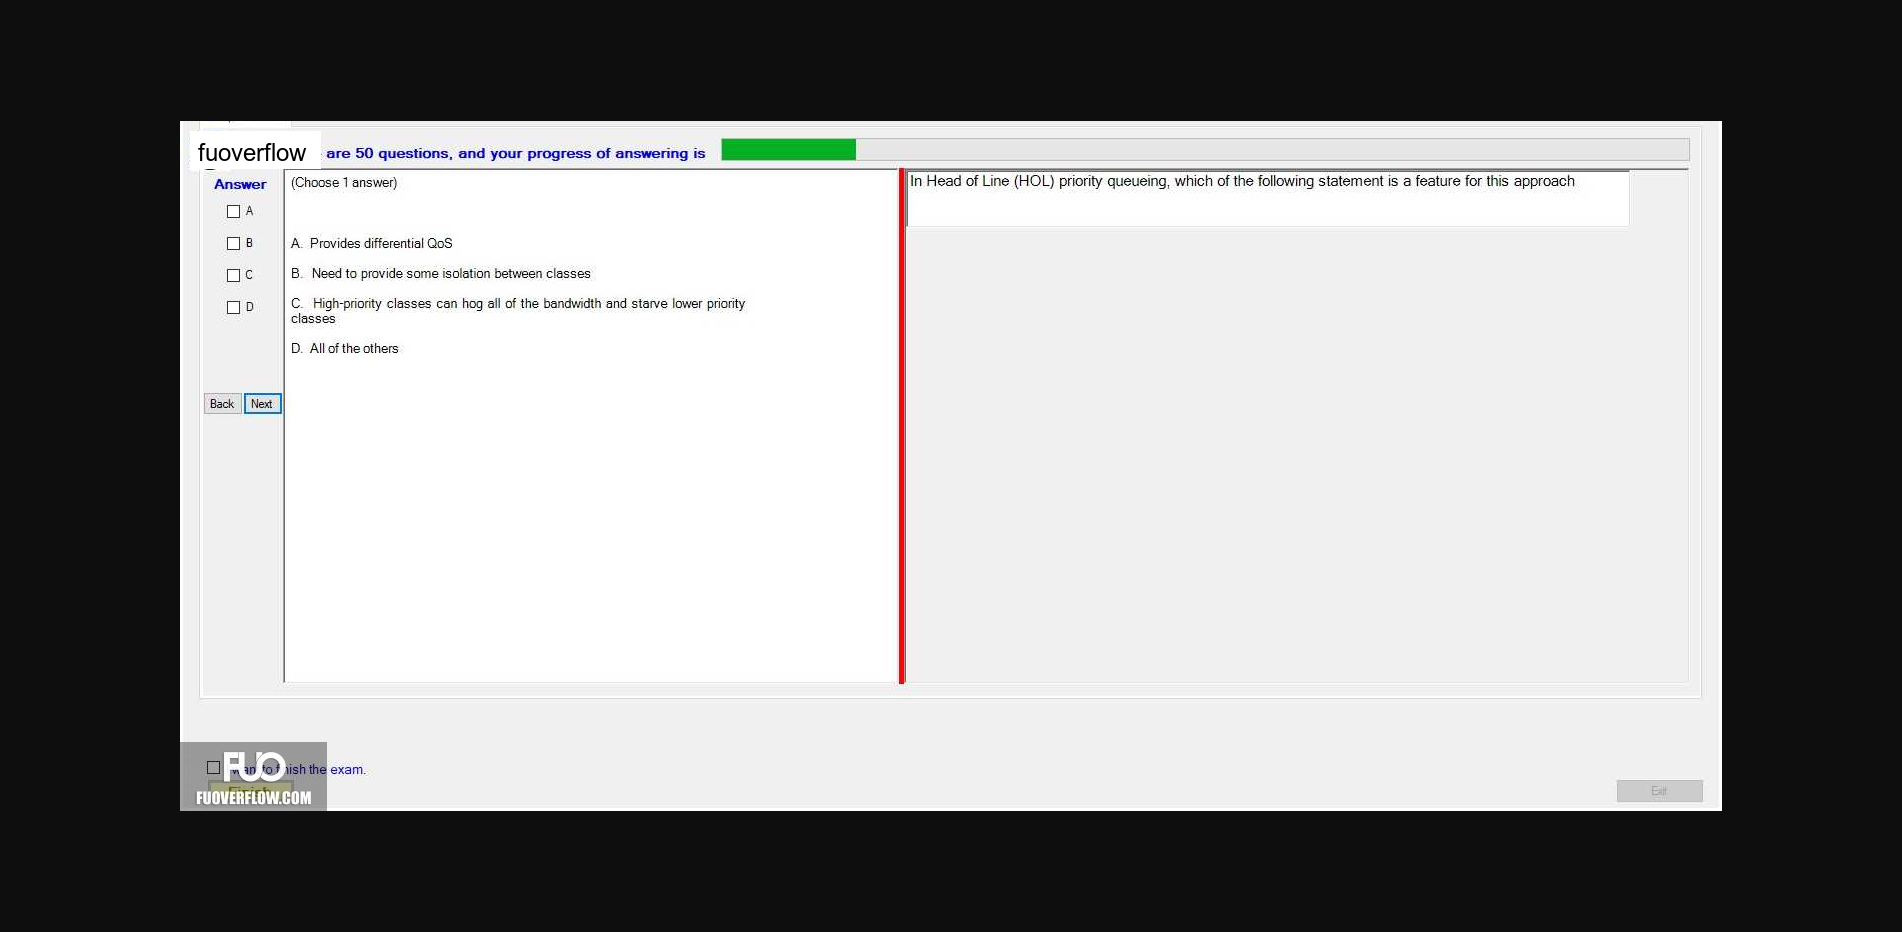 fuoverflow are 50 questions, and your progress of answering is
Answer
(Choose 1 answer)
In Head of Line (HOL) priority queueing, which of the following statement is a feature for this approach
A
B
C
D
A. Provides differential QoS
B. Need to provide some isolation between classes
C. High-priority classes can hog all of the bandwidth and starve lower priority
classes
D. All of the others
Back Next
FUO
want to finish the exam.
Finish
FUOVERFLOW.COM
Exit